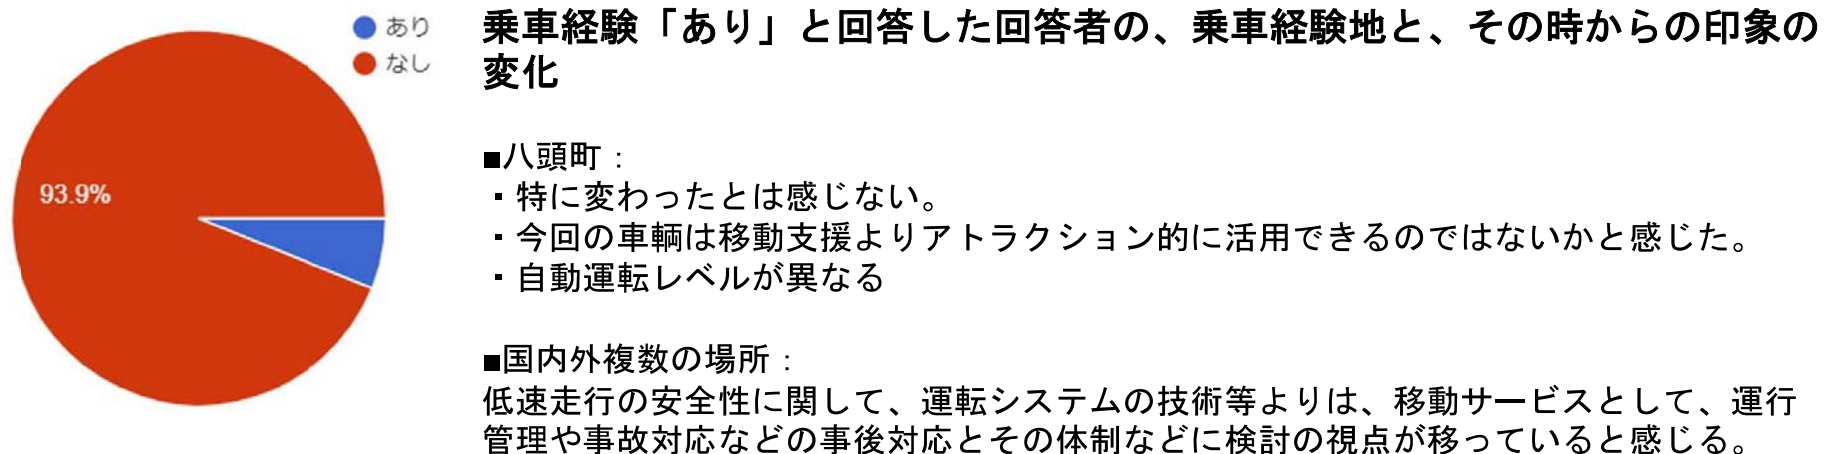 あり
なし
93.9%
乗車経験「あり」と回答した回答者の、乗車経験地と、その時からの印象の
変化
■八頭町：
・特に変わったとは感じない。
・今回の車輌は移動支援よりアトラクション的に活用できるのではないかと感じた。
・自動運転レベルが異なる
■国内外複数の場所：
低速走行の安全性に関して、運転システムの技術等よりは、移動サービスとして、運行
管理や事故対応などの事後対応とその体制などに検討の視点が移っていると感じる。